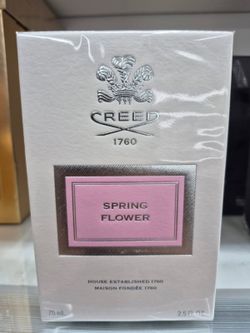 CREED
1760
SPRING
FLOWER
HOUSE ESTABLISHED 1760
MAISON FONDÉE 1760
75 ml 2.5 fl oz